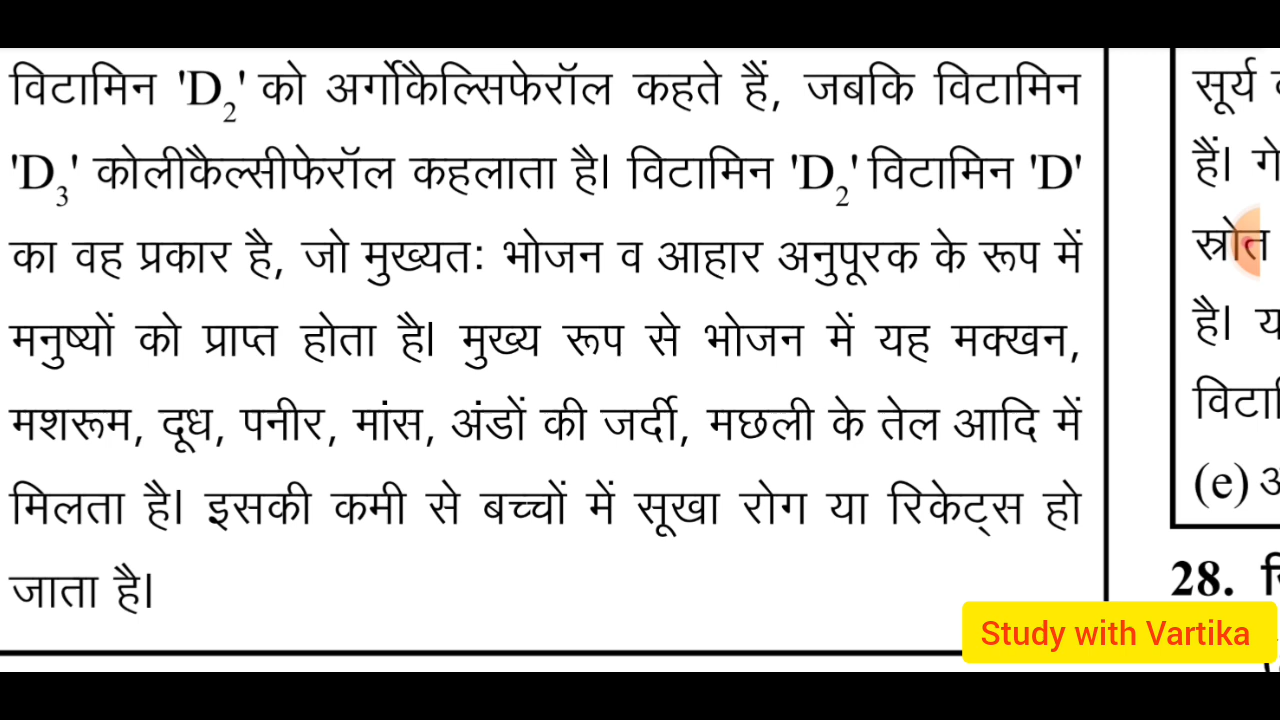 विटामिन 'D₂' को अर्गोकैल्सिफेरॉल कहते हैं, जबकि विटामिन
'D₃' कोलीकैल्सीफेरॉल कहलाता है। विटामिन 'D₂' विटामिन 'D'
का वह प्रकार है, जो मुख्यत: भोजन व आहार अनुपूरक के रूप में
मनुष्यों को प्राप्त होता है। मुख्य रूप से भोजन में यह मक्खन,
मशरूम, दूध, पनीर, मांस, अंडों की जर्दी, मछली के तेल आदि में
मिलता है। इसकी कमी से बच्चों में सूखा रोग या रिकेट्स हो
जाता है।
सूर्य
हैं। गे
स्रोत
है।
(e)
28.
Study with Vartika